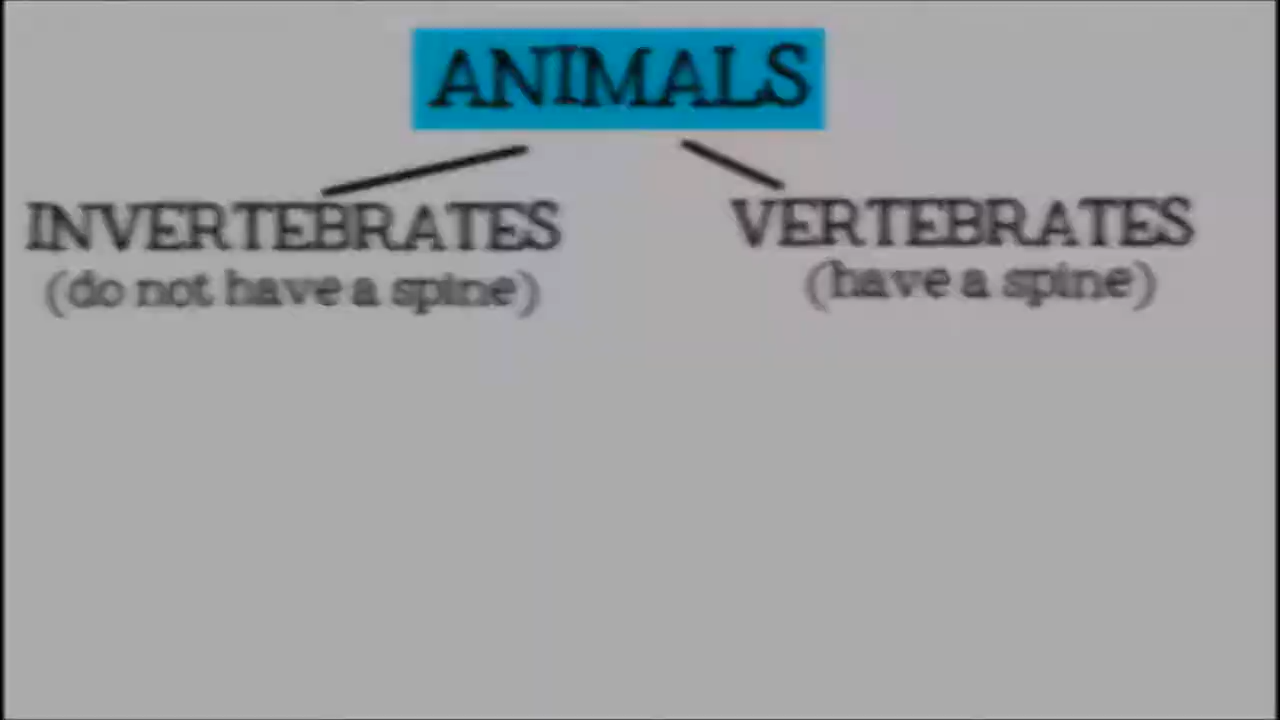 ANIMALS
INVERTEBRATES
(do not have a spine)
VERTEBRATES
(have a spine)